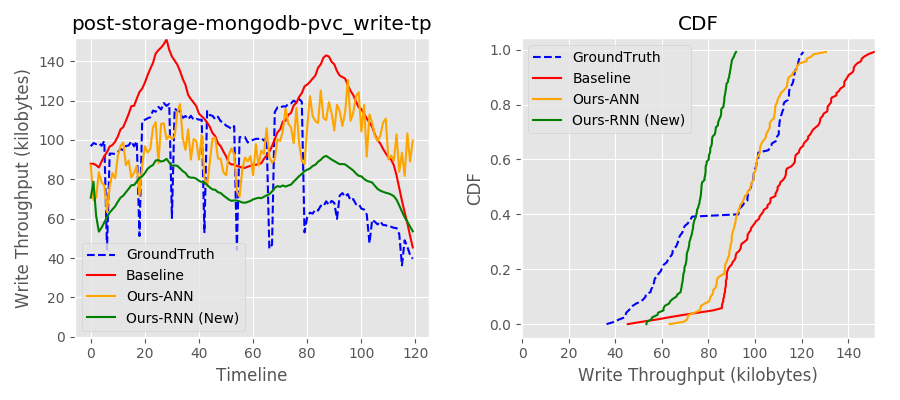 post-storage-mongodb-pvc_write-tp
Write Throughput (kilobytes)
140
120
100
80
60
40
20
0
GroundTruth
Baseline
Ours-ANN
Ours-RNN (New)
0 20 40 60 80 100 120
Timeline
CDF
CDF
1.0
0.8
0.6
0.4
0.2
0.0
GroundTruth
Baseline
Ours-ANN
Ours-RNN (New)
0 20 40 60 80 100 120 140
Write Throughput (kilobytes)